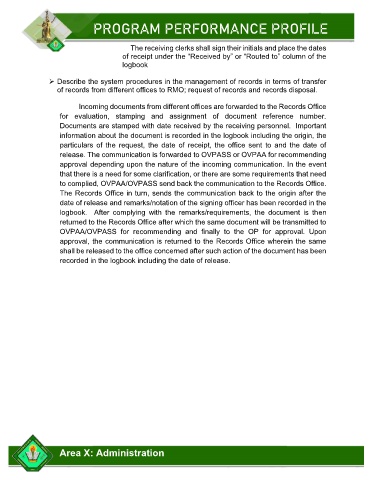 PROGRAM PERFORMANCE PROFILE
The receiving clerks shall sign their initials and place the dates
of receipt under the “Received by” or “Routed to” column of the
logbook
➢ Describe the system procedures in the management of records in terms of transfer
of records from different offices to RMO; request of records and records disposal.
Incoming documents from different offices are forwarded to the Records Office
for evaluation, stamping and assignment of document reference number.
Documents are stamped with date received by the receiving personnel. Important
information about the document is recorded in the logbook including the origin, the
particulars of the request, the date of receipt, the office sent to and the date of
release. The communication is forwarded to OVPASS or OVPAA for recommending
approval depending upon the nature of the incoming communication. In the event
that there is a need for some clarification, or there are some requirements that need
to complied, OVPAA/OVPASS send back the communication to the Records Office.
The Records Office in turn, sends the communication back to the origin after the
date of release and remarks/notation of the signing officer has been recorded in the
logbook. After complying with the remarks/requirements, the document is then
returned to the Records Office after which the same document will be transmitted to
OVPAA/OVPASS for recommending and finally to the OP for approval. Upon
approval, the communication is returned to the Records Office wherein the same
shall be released to the office concerned after such action of the document has been
recorded in the logbook including the date of release.
Area X: Administration